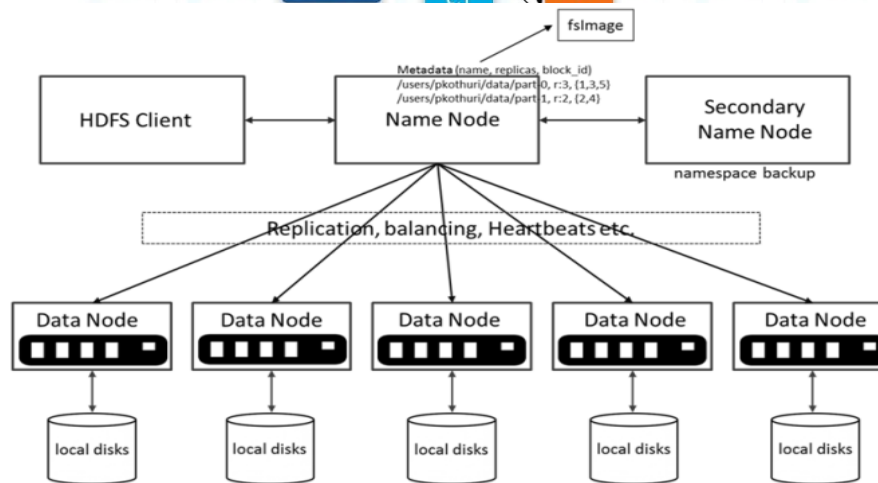 fsImage
Metadata (name, replicas, block_id)
/users/pkothuri/data/part-0, r:3, {1,3,5}
/users/pkothuri/data/part-1, r:2, {2,4}
HDFS Client
Name Node
Secondary
Name Node
namespace backup
Replication, balancing, Heartbeats etc.
Data Node
Data Node
Data Node
Data Node
Data Node
local disks
local disks
local disks
local disks
local disks